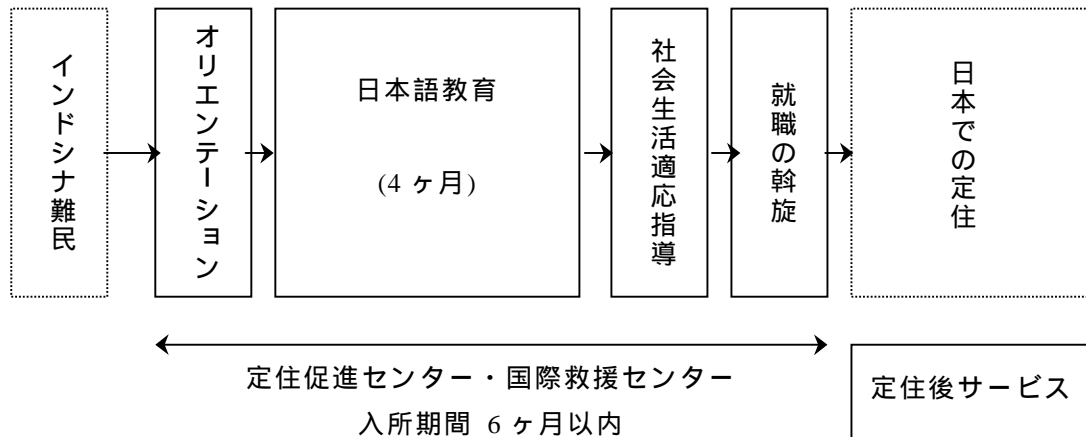 インドシナ難民
オリエンテーション
日本語教育
(4 ヶ月)
社会生活適応指導
就職の斡旋
日本での定住
定住促進センター・国際救援センター
入所期間 6 ヶ月以内
定住後サービス